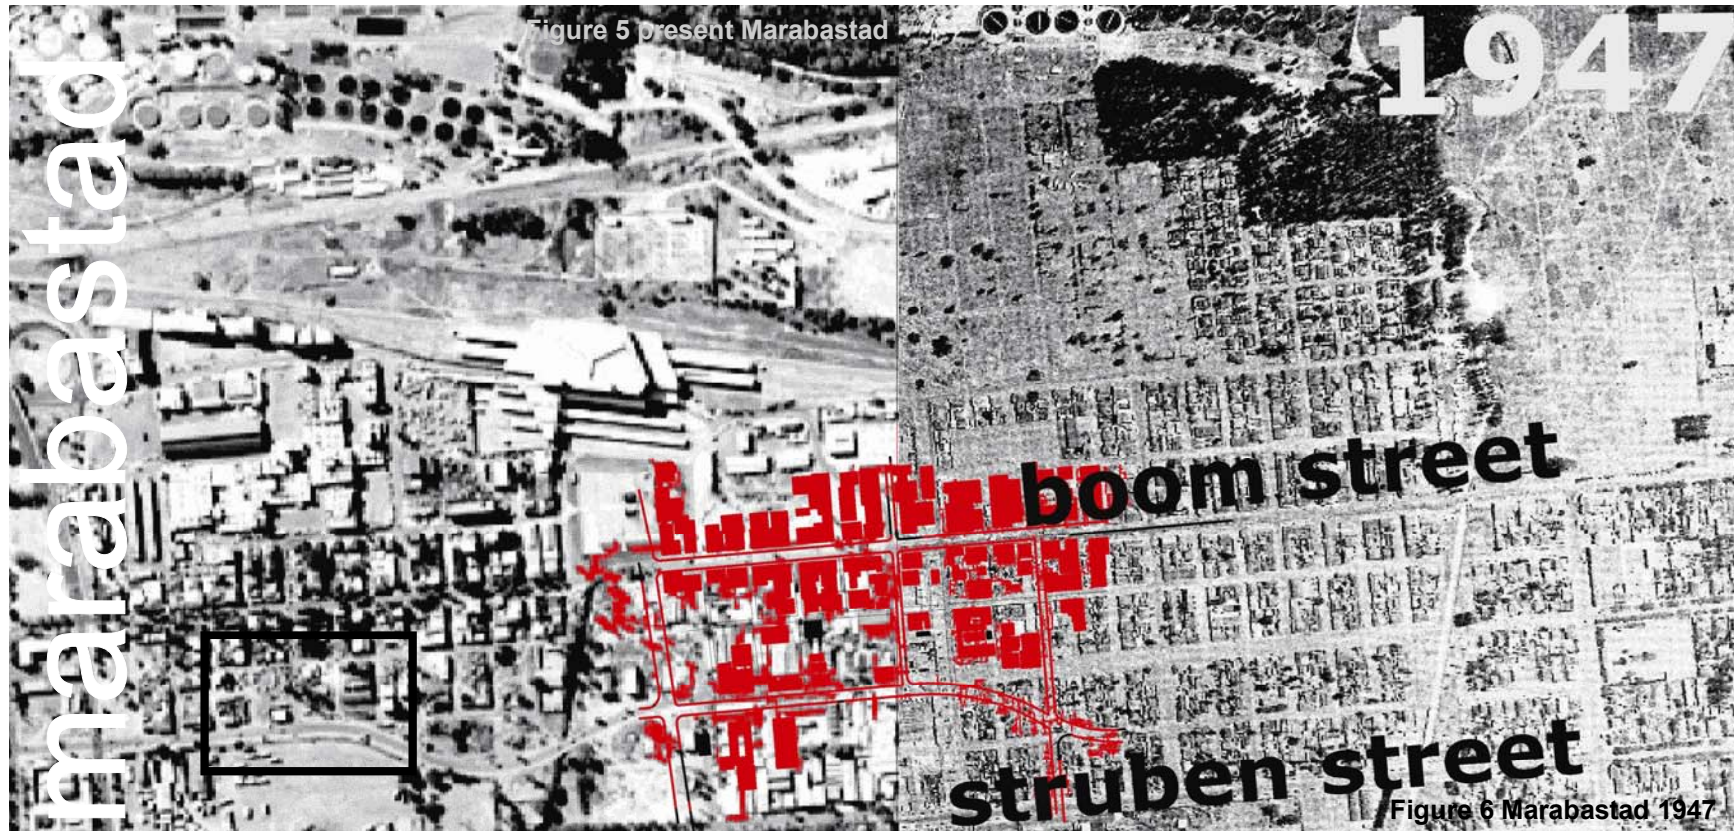 marabastad
Figure 5 present Marabastad
1947
boom street
struben street
Figure 6 Marabastad 1947